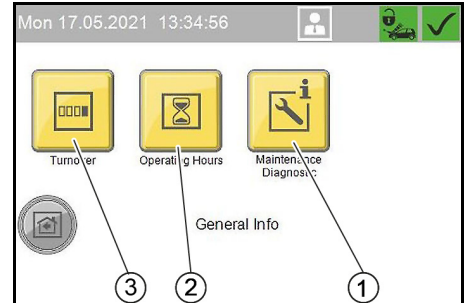 Mon 17.05.2021 13:34:56
i
Turnover
Operating Hours
Maintenance
Diagnostic
General Info
3
2
1